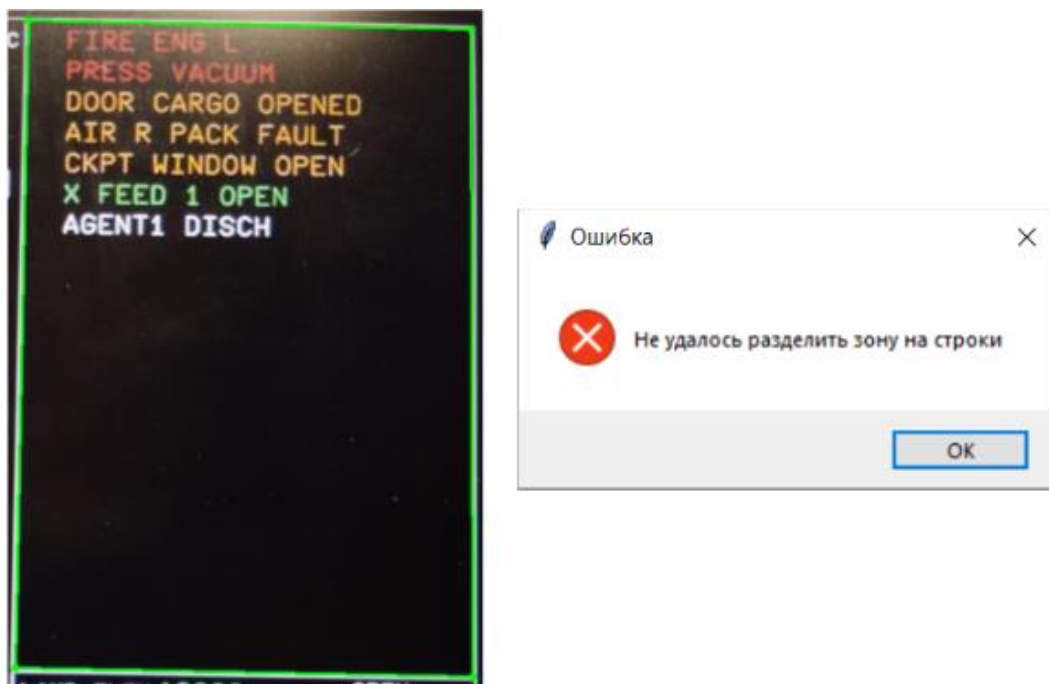 C
FIRE ENG L
PRESS VACUUM
DOOR CARGO OPENED
AIR R PACK FAULT
CKPT WINDOW OPEN
X FEED 1 OPEN
AGENT1 DISCH
Ошибка
Не удалось разделить зону на строки
OK